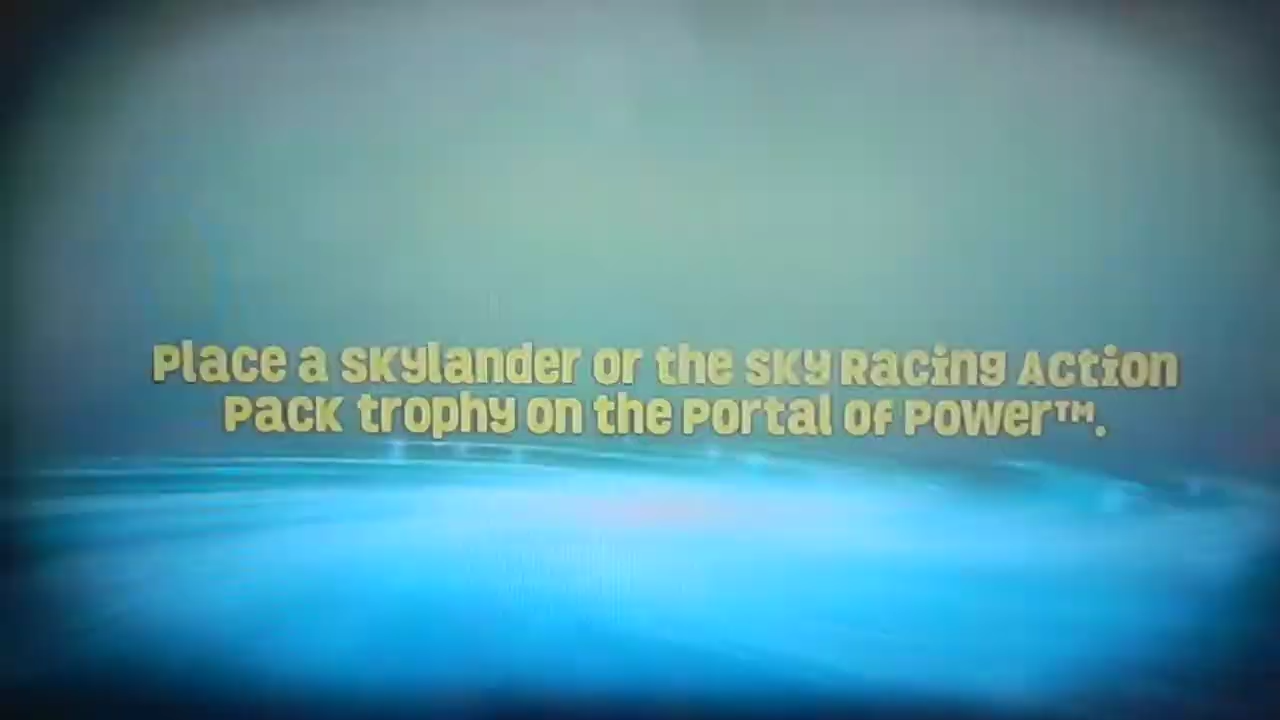 Place a Skylander or the Sky Racing Action
Pack trophy on the Portal of Power™.